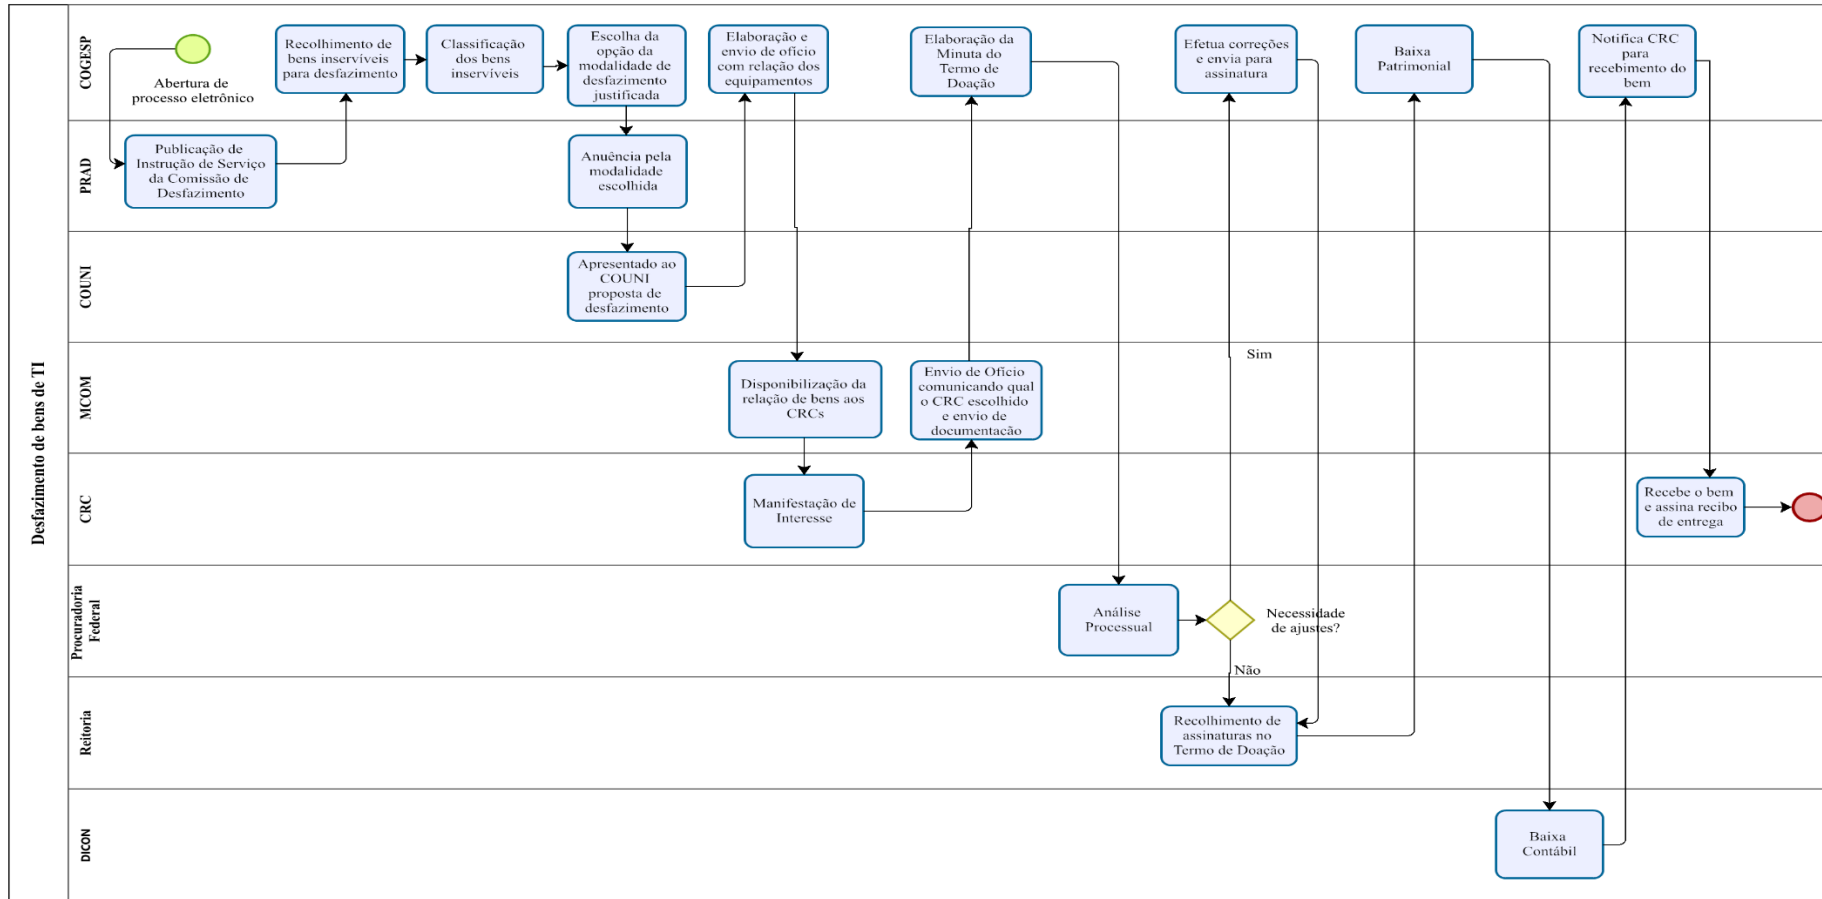 Desfazimento de bens de TI
COGESP
Abertura de
processo eletrônico
Recolhimento de
bens inservíveis
para desfazimento
Classificação
dos bens
inservíveis
Escolha da
opção da
modalidade de
desfazimento
justificada
Elaboração e
envio de ofício
com relação dos
equipamentos
Elaboração da
Minuta do
Termo de
Doação
Efetua correções
e envia para
assinatura
Baixa
Patrimonial
Notifica CRC
para
recebimento do
bem
PRAD
Publicação de
Instrução de Serviço
da Comissão de
Desfazimento
Anuência pela
modalidade
escolhida
COUNI
Apresentado ao
COUNI
proposta de
desfazimento
MCOM
Disponibilização da
relação de bens aos
CRCs
Envio de Ofício
comunicando qual
o CRC escolhido
e envio de
documentacão
Sim
CRC
Manifestação de
Interesse
Recebe o bem
e assina recibo
de entrega
Procuradoria
Federal
Análise
Processual
Necessidade
de ajustes?
Não
Reitoria
Recolhimento de
assinaturas no
Termo de Doação
DICON
Baixa
Contábil